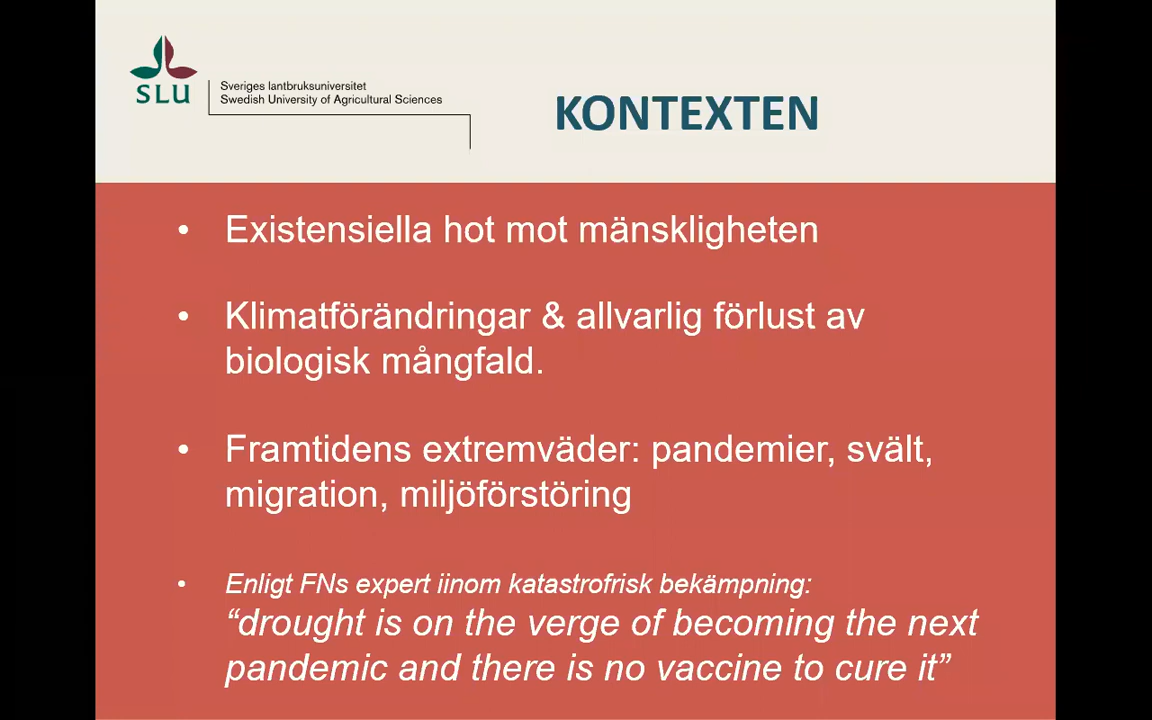 SLU
Sveriges lantbruksuniversitet
Swedish University of Agricultural Sciences
KONTEXTEN
• Existensiella hot mot mänskligheten
• Klimatförändringar & allvarlig förlust av
biologisk mångfald.
• Framtidens extremväder: pandemier, svält,
migration, miljöförstöring
• Enligt FNs expert iinom katastrofrisk bekämpning:
“drought is on the verge of becoming the next
pandemic and there is no vaccine to cure it”